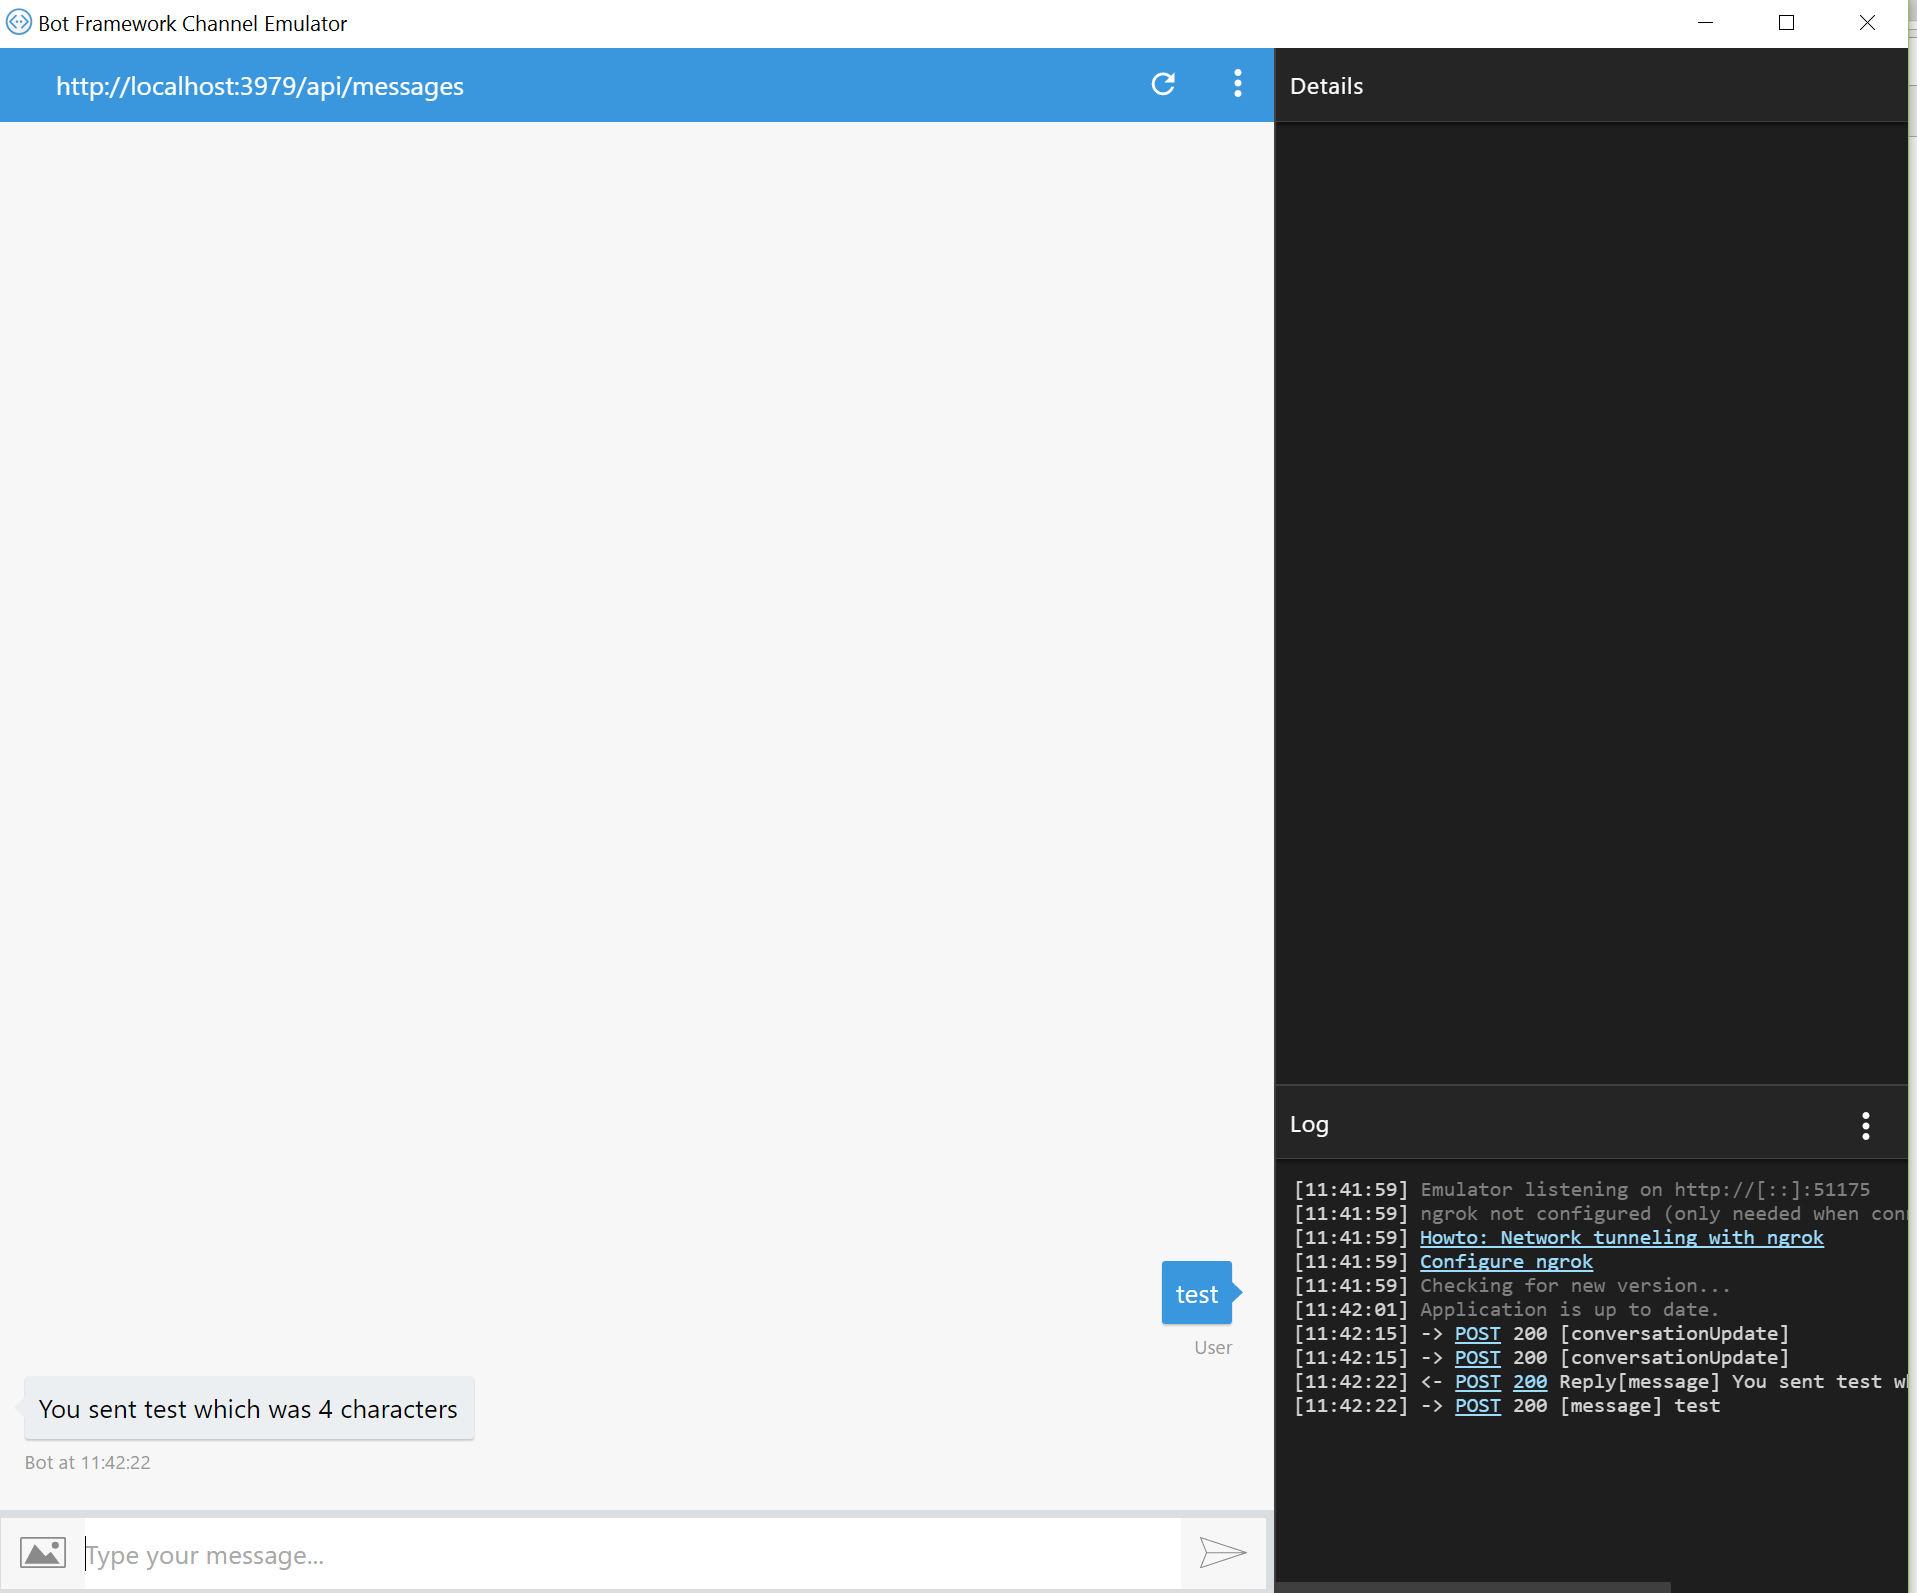 Bot Framework Channel Emulator
http://localhost:3979/api/messages
test
User
You sent test which was 4 characters
Bot at 11:42:22
Type your message...
Details
Log
[11:41:59] Emulator listening on http://[::]:51175
[11:41:59] ngrok not configured (only needed when
[11:41:59] Howto: Network tunneling with ngrok
[11:41:59] Configure ngrok
[11:41:59] Checking for new version...
[11:42:01] Application is up to date.
[11:42:15] -> POST 200 [conversationUpdate]
[11:42:15] -> POST 200 [conversationUpdate]
[11:42:22] <- POST 200 Reply[message] You sent test
[11:42:22] -> POST 200 [message] test